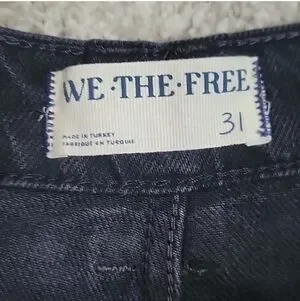 WE·THE·FREE
31
MADE IN TURKEY
FABRIQUÉ EN TURQUIE